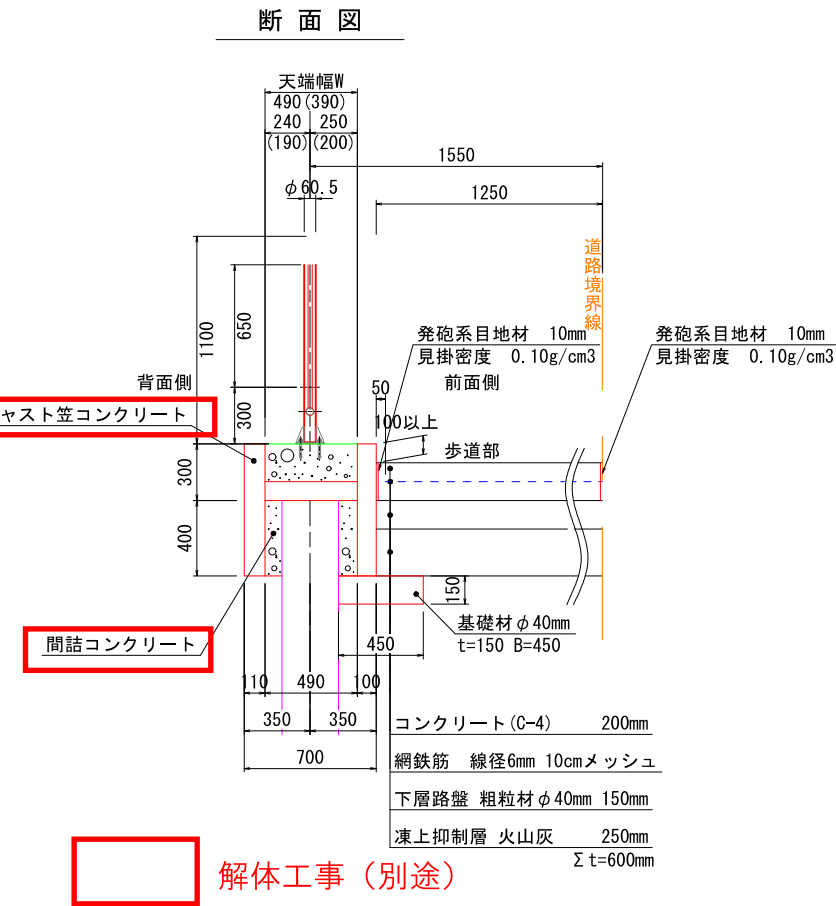 断面図
天端幅W
490(390)
240
250
(190)
(200)
1550
φ60.5
1250
道路境界線
1100
650
300
発砲系目地材 10mm
見掛密度 0.10g/cm3
発砲系目地材 10mm
見掛密度 0.10g/cm3
背面側
前面側
50
ャスト笠コンクリート
100以上
歩道部
300
400
150
基礎材φ40mm
t=150 B=450
間詰コンクリート
450
110
490
100
350
350
700
コンクリート(C-4) 200mm
網鉄筋 線径6mm 10cmメッシュ
下層路盤 粗粒材φ40mm 150mm
凍上抑制層 火山灰 250mm
Σt=600mm
解体工事（別途）